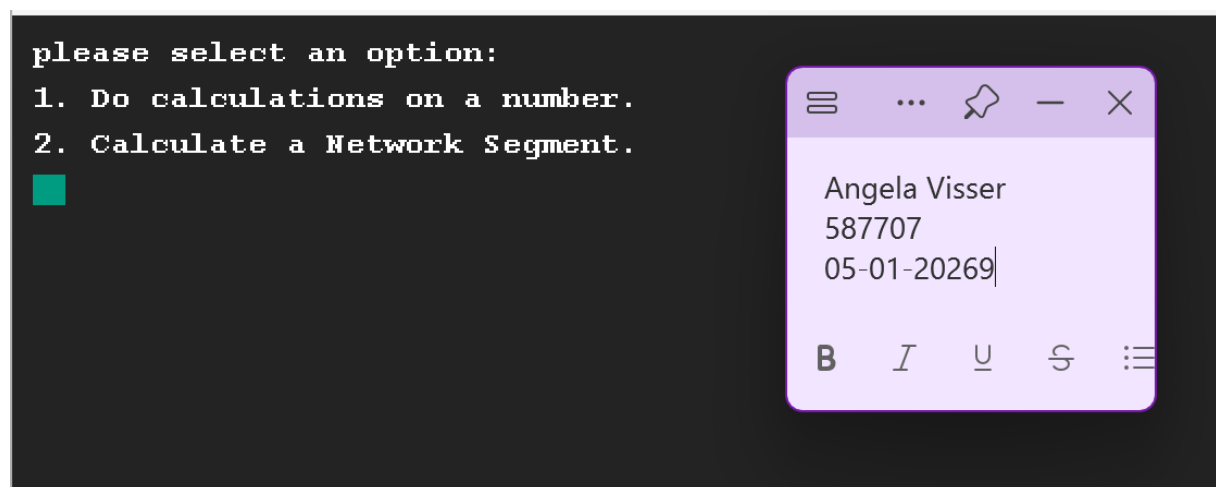 please select an option:
1. Do calculations on a number.
2. Calculate a Network Segment.
Angela Visser
587707
05-01-20269
B I U S